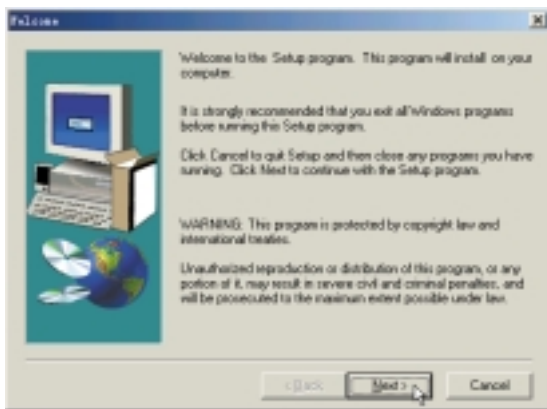 Welcome
Welcome to the Setup program. This program will install on your
computer.
It is strongly recommended that you exit all Windows programs
before running this Setup program.
Click Cancel to quit Setup and then close any programs you have
running. Click Next to continue with the Setup program.
WARNING: This program is protected by copyright law and
international treaties.
Unauthorized reproduction or distribution of this program, or any
portion of it, may result in severe civil and criminal penalties, and
will be prosecuted to the maximum extent possible under law.
< Back
Next >
Cancel